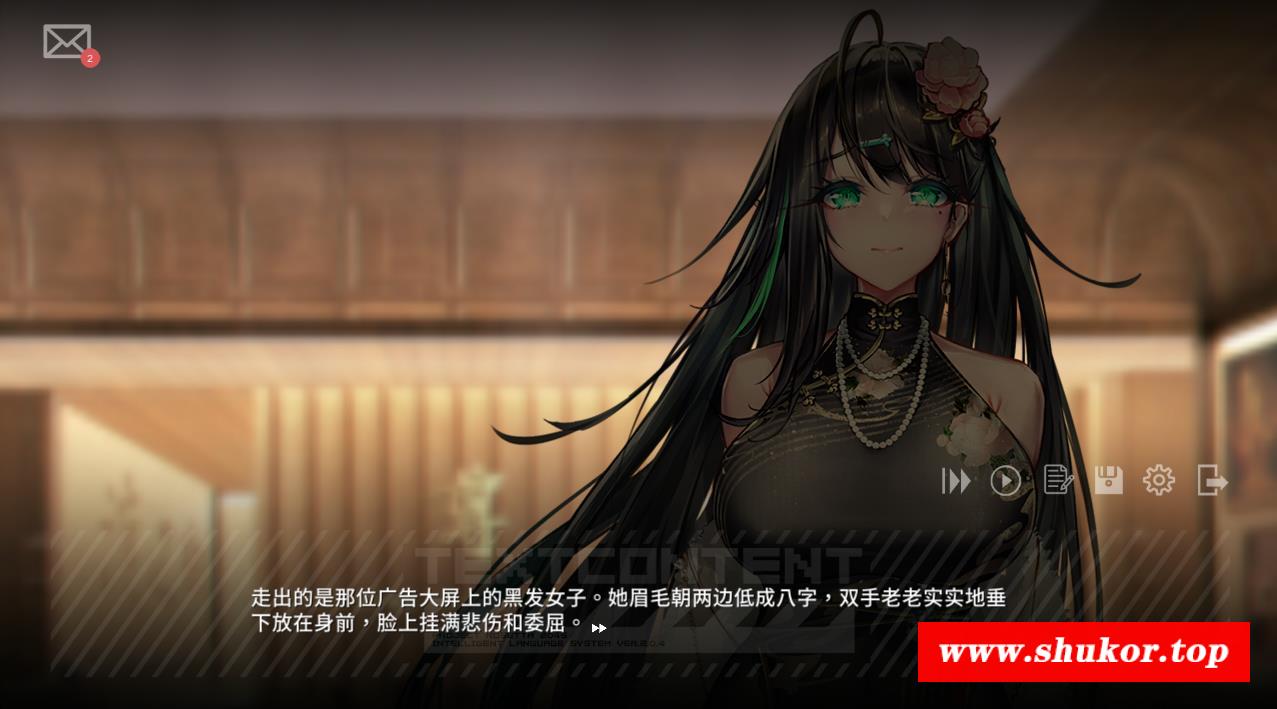 2
TEXTCONTENT
走出的是那位广告大屏上的黑发女子。她眉毛朝两边低成八字，双手老老实实地垂
下放在身前，脸上挂满悲伤和委屈。
INTELLIGENT LANGUAGE SYSTEM VER.2.0.4
www.shukor.top